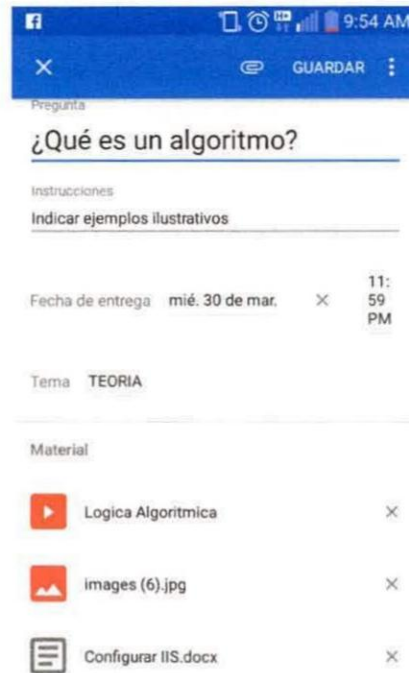 9:54 AM
GUARDAR
Pregunta
¿Qué es un algoritmo?
Instrucciones
Indicar ejemplos ilustrativos
Fecha de entrega mié. 30 de mar. 11:
59
PM
Tema TEORIA
Material
Logica Algoritmica
images (6).jpg
Configurar IIS.docx